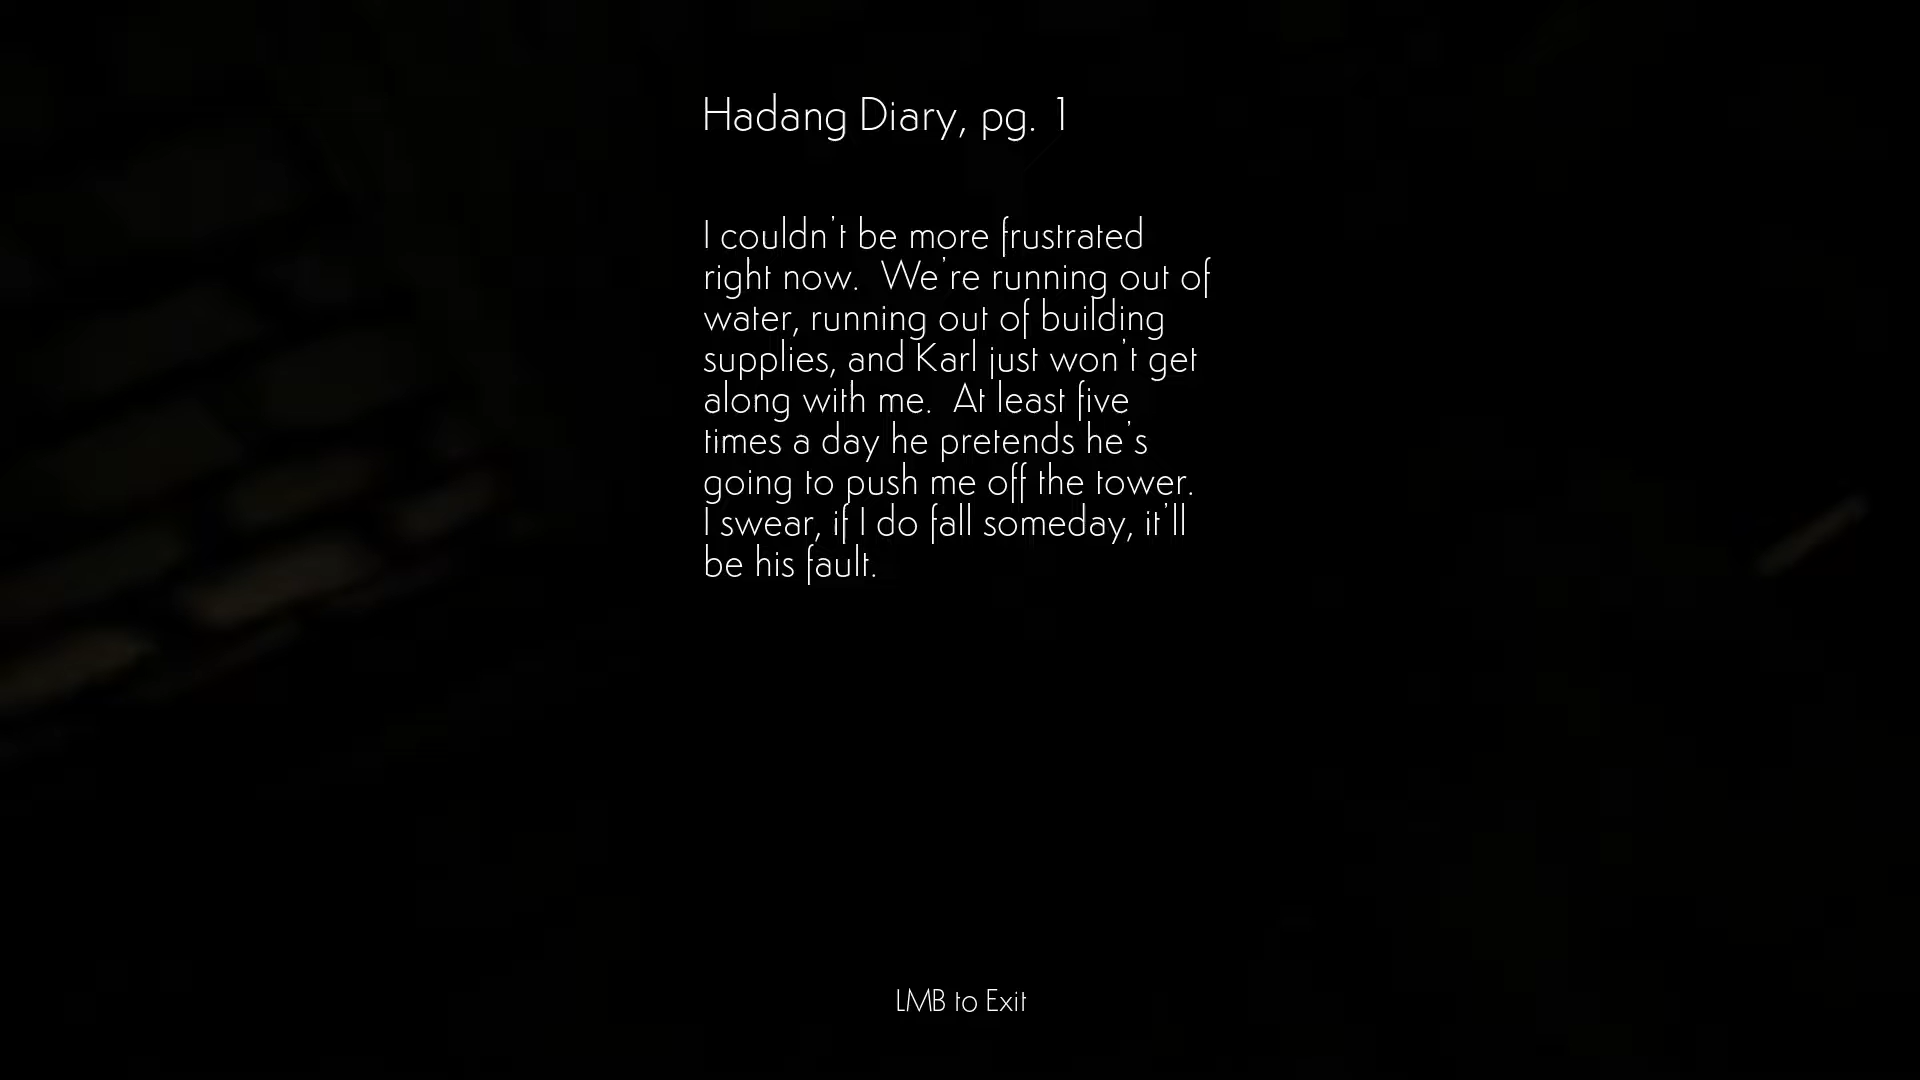 Hadang Diary, pg. 1
I couldn't be more frustrated
right now.  We're running out of
water, running out of building
supplies, and Karl just won't get
along with me.  At least five
times a day he pretends he's
going to push me off the tower.
I swear, if I do fall someday, it'll
be his fault.
LMB to Exit